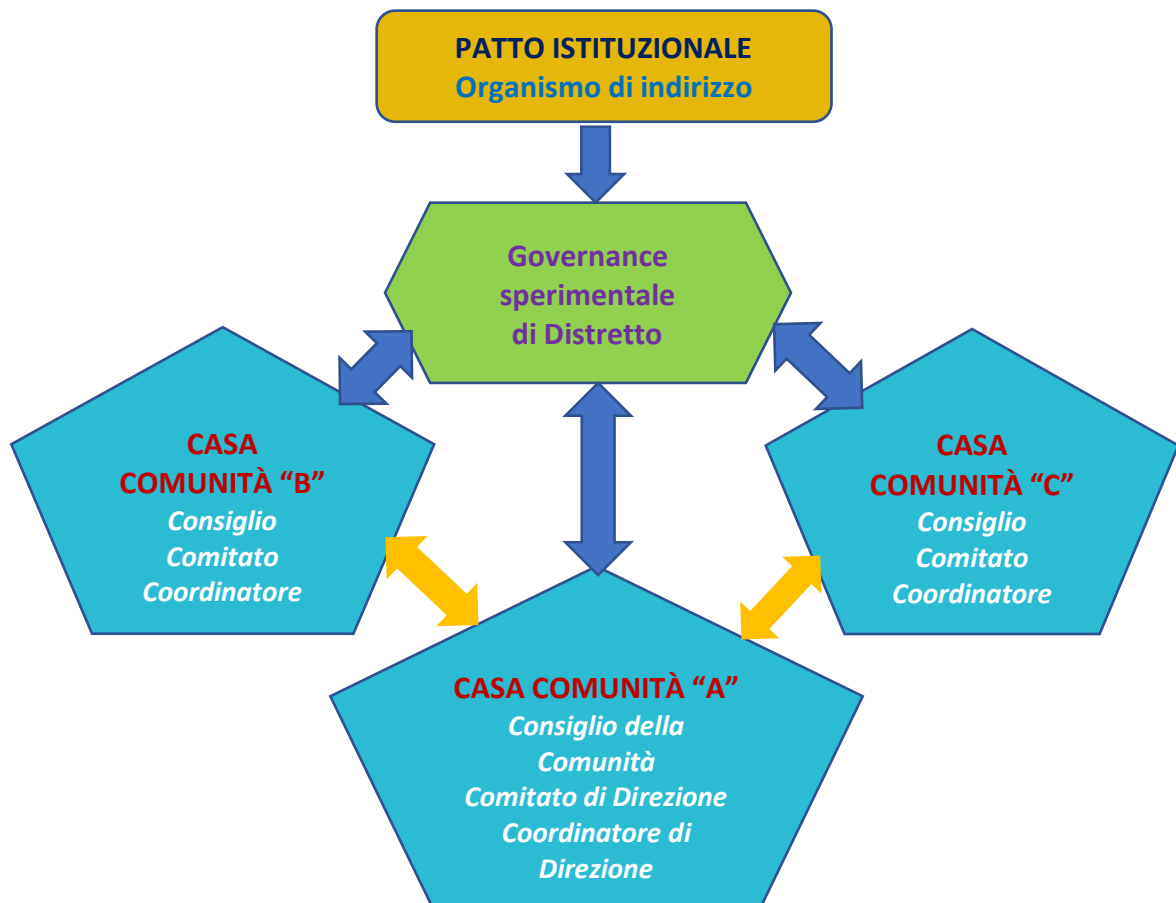 PATTO ISTITUZIONALE
Organismo di indirizzo
Governance
sperimentale
di Distretto
CASA
COMUNITÀ “B”
Consiglio
Comitato
Coordinatore
CASA
COMUNITÀ “C”
Consiglio
Comitato
Coordinatore
CASA COMUNITÀ “A”
Consiglio della
Comunità
Comitato di Direzione
Coordinatore di
Direzione